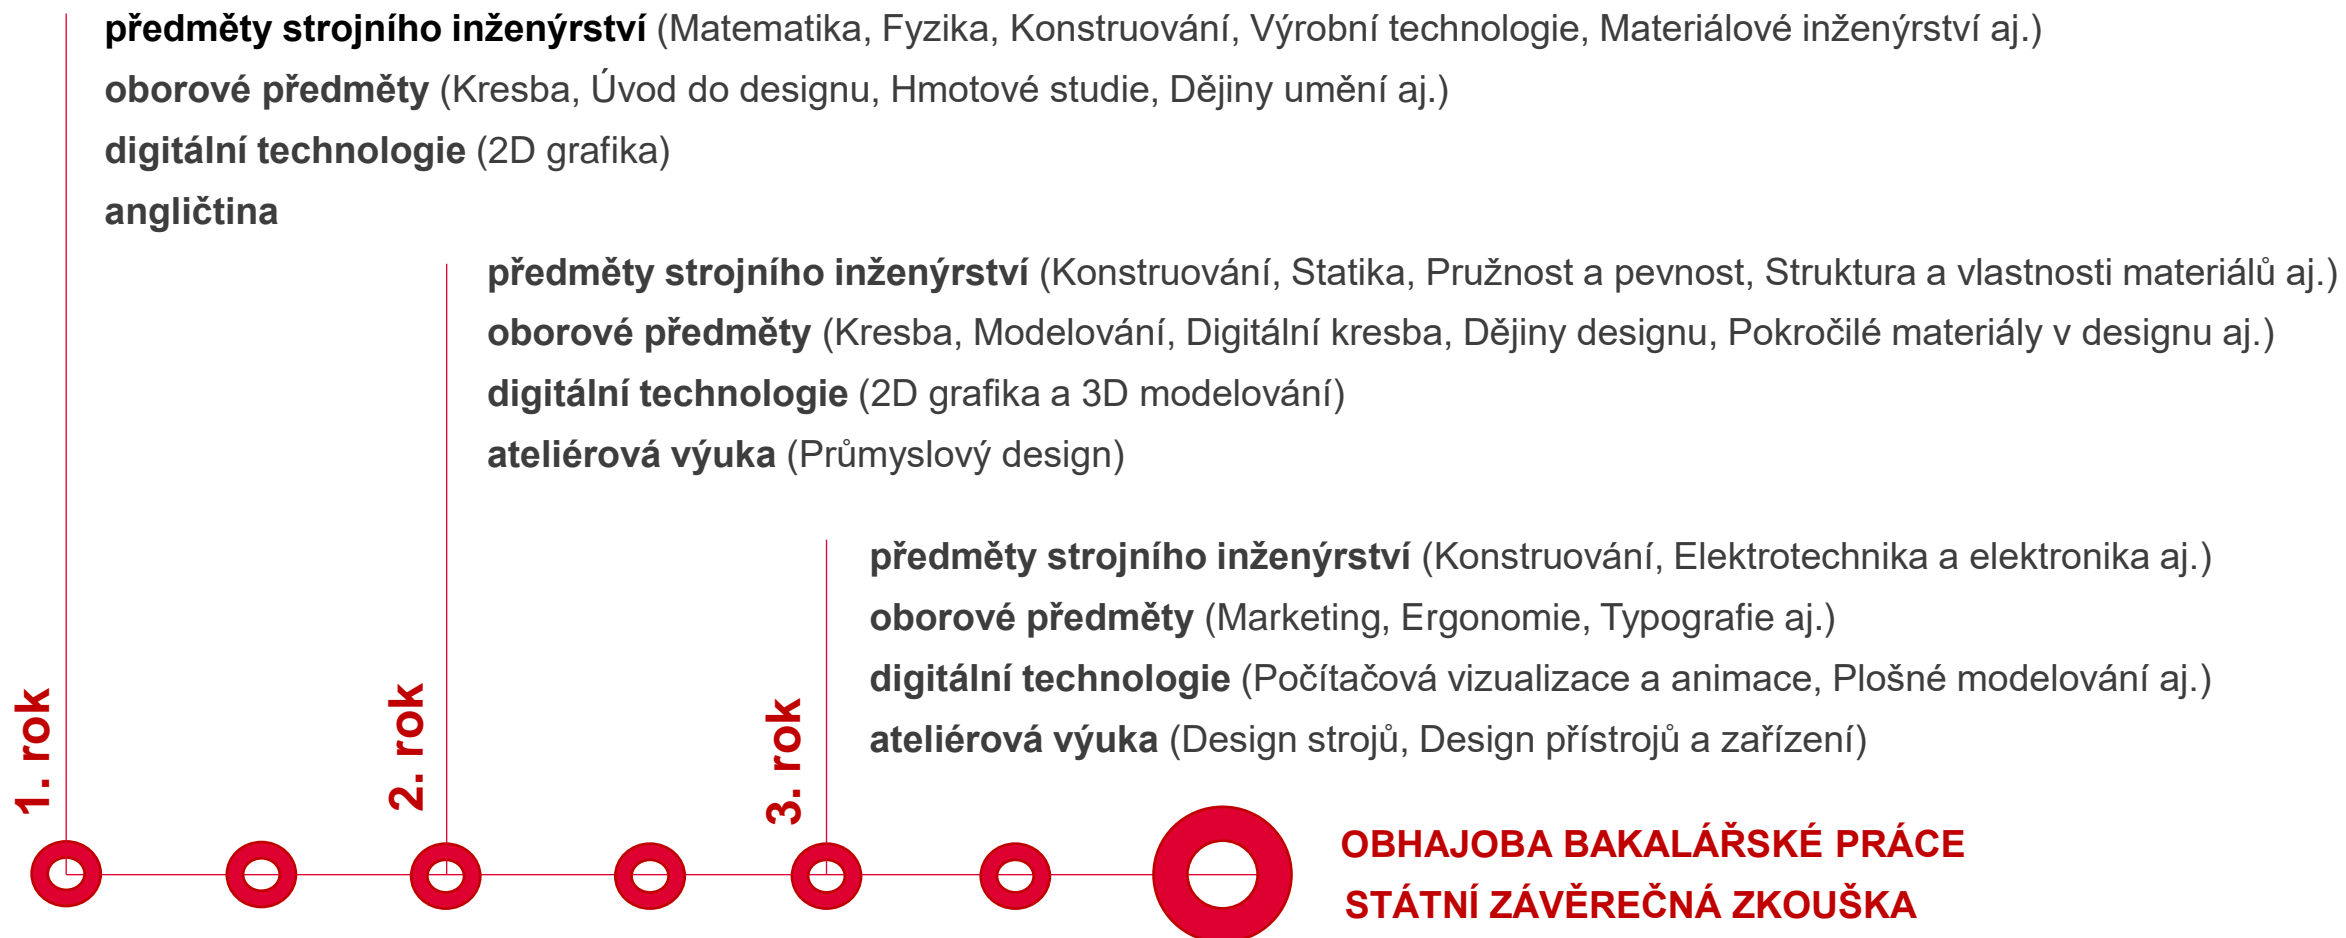 předměty strojního inženýrství (Matematika, Fyzika, Konstruování, Výrobní technologie, Materiálové inženýrství aj.)
oborové předměty (Kresba, Úvod do designu, Hmotové studie, Dějiny umění aj.)
digitální technologie (2D grafika)
angličtina
předměty strojního inženýrství (Konstruování, Statika, Pružnost a pevnost, Struktura a vlastnosti materiálů aj.)
oborové předměty (Kresba, Modelování, Digitální kresba, Dějiny designu, Pokročilé materiály v designu aj.)
digitální technologie (2D grafika a 3D modelování)
ateliérová výuka (Průmyslový design)
předměty strojního inženýrství (Konstruování, Elektrotechnika a elektronika aj.)
oborové předměty (Marketing, Ergonomie, Typografie aj.)
digitální technologie (Počítačová vizualizace a animace, Plošné modelování aj.)
ateliérová výuka (Design strojů, Design přístrojů a zařízení)
1. rok
2. rok
3. rok
OBHAJOBA BAKALÁŘSKÉ PRÁCE
STÁTNÍ ZÁVĚREČNÁ ZKOUŠKA